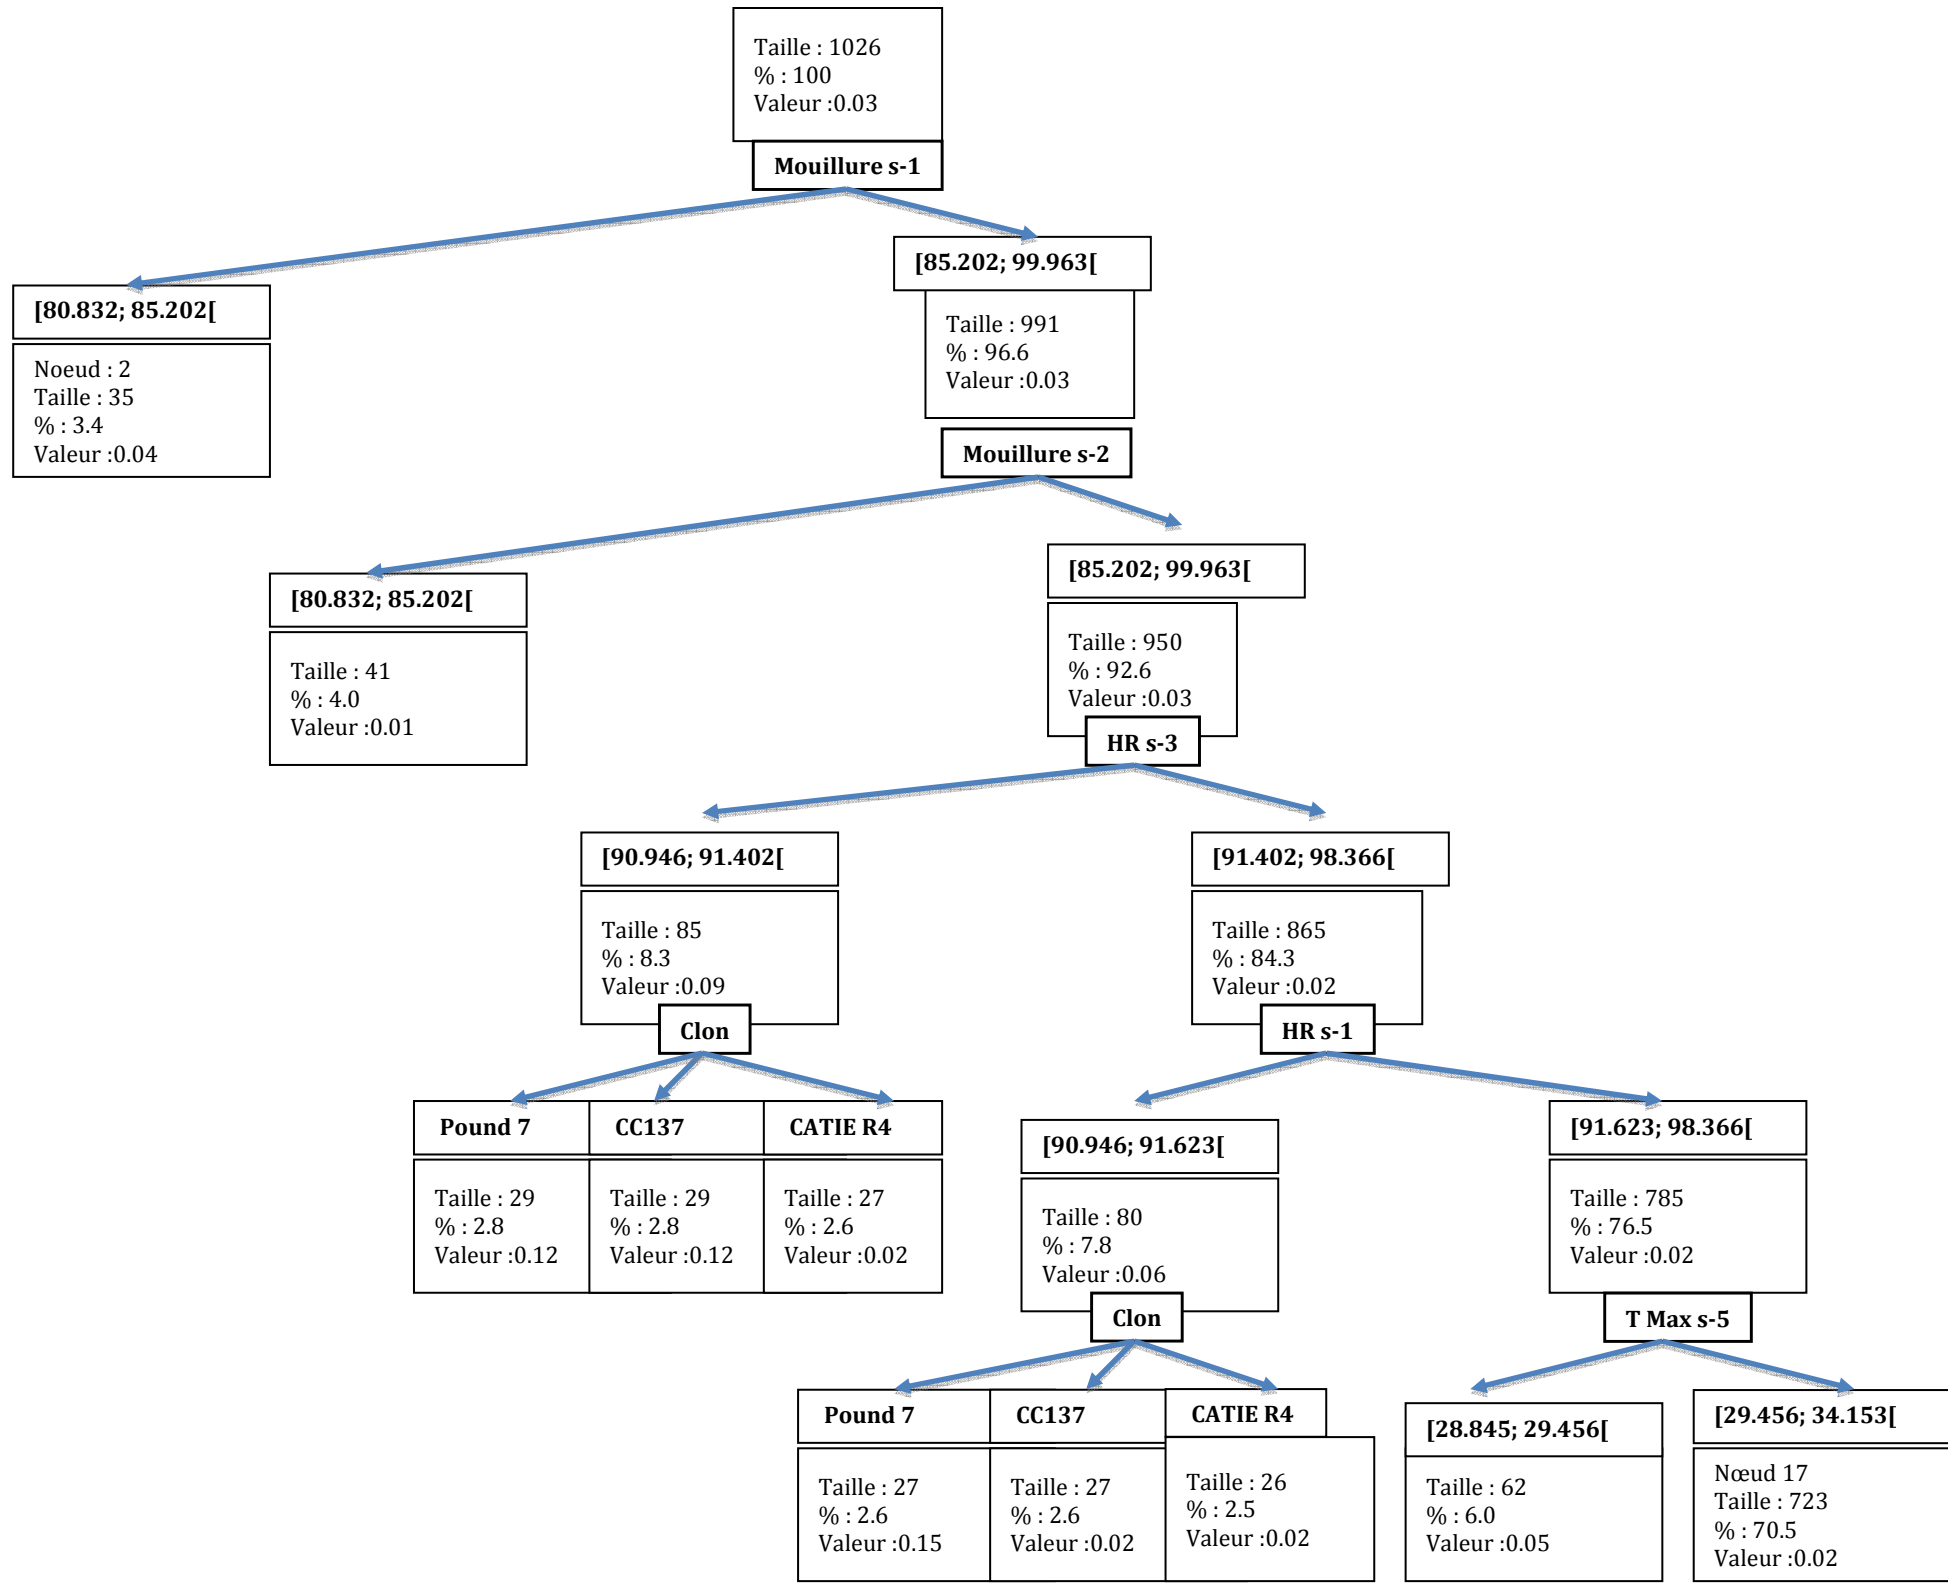 Taille : 1026
% : 100
Valeur :0.03
Mouillure s-1
[85.202; 99.963[
Taille : 991
% : 96.6
Valeur :0.03
[80.832; 85.202[
Noeud : 2
Taille : 35
% : 3.4
Valeur :0.04
Mouillure s-2
[80.832; 85.202[
Taille : 41
% : 4.0
Valeur :0.01
[85.202; 99.963[
Taille : 950
% : 92.6
Valeur :0.03
HR s-3
[90.946; 91.402[
Taille : 85
% : 8.3
Valeur :0.09
Clon
[91.402; 98.366[
Taille : 865
% : 84.3
Valeur :0.02
HR s-1
Pound 7
Taille : 29
% : 2.8
Valeur :0.12
CC137
Taille : 29
% : 2.8
Valeur :0.12
CATIE R4
Taille : 27
% : 2.6
Valeur :0.02
[90.946; 91.623[
Taille : 80
% : 7.8
Valeur :0.06
Clon
[91.623; 98.366[
Taille : 785
% : 76.5
Valeur :0.02
T Max s-5
Pound 7
Taille : 27
% : 2.6
Valeur :0.15
CC137
Taille : 27
% : 2.6
Valeur :0.02
CATIE R4
Taille : 26
% : 2.5
Valeur :0.02
[28.845; 29.456[
Taille : 62
% : 6.0
Valeur :0.05
[29.456; 34.153[
Nœud 17
Taille : 723
% : 70.5
Valeur :0.02